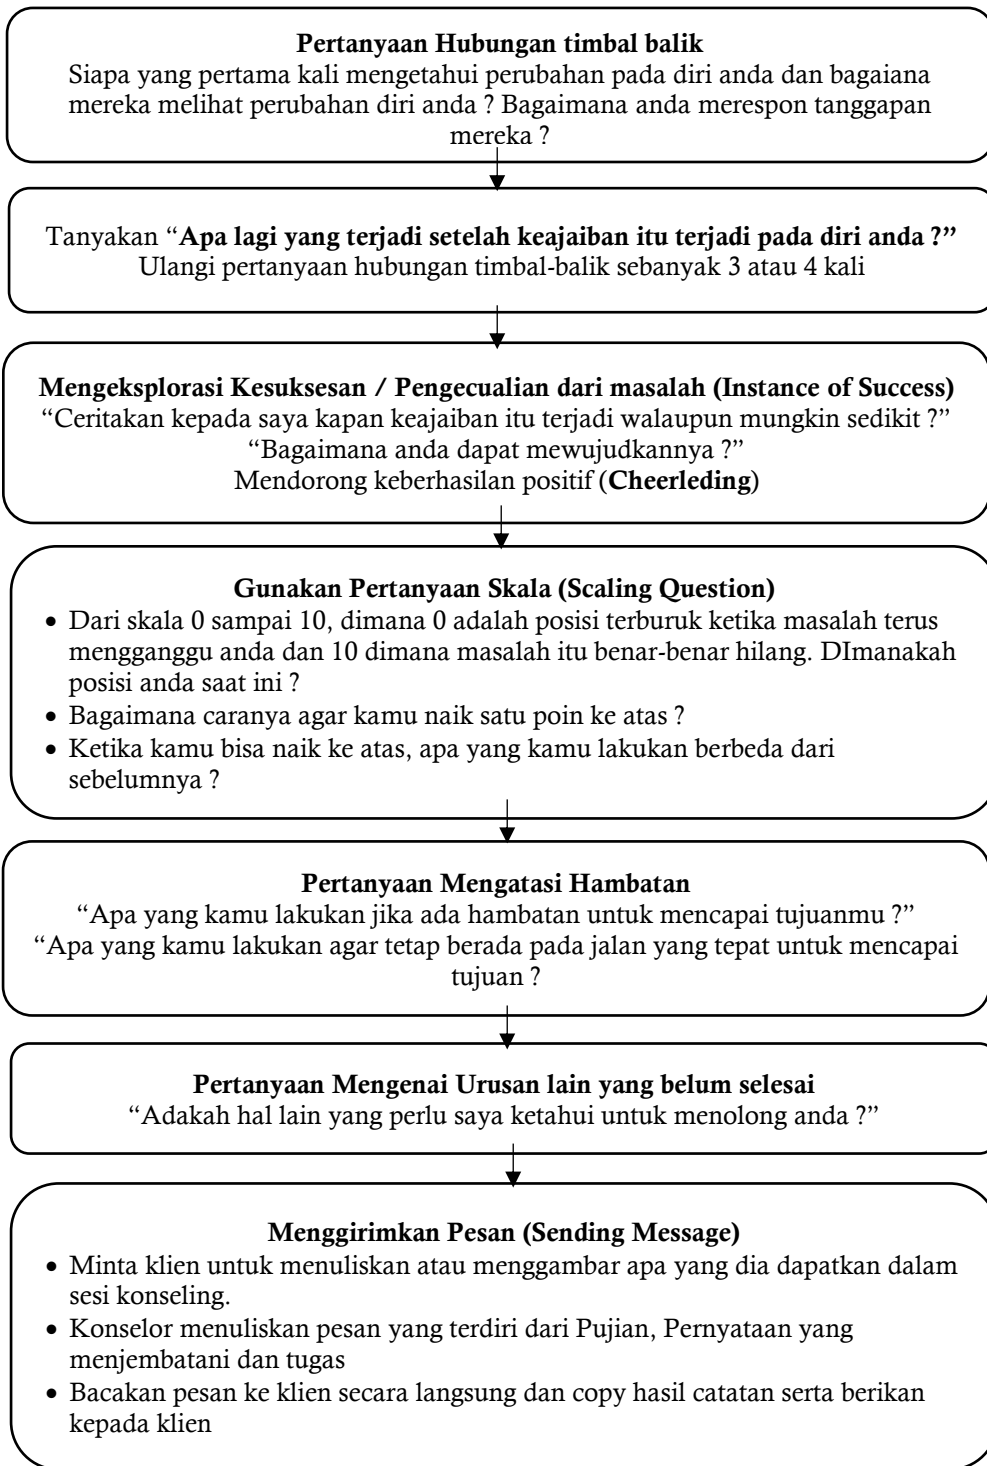 Pertanyaan Hubungan timbal balik
Siapa yang pertama kali mengetahui perubahan pada diri anda dan bagaiana
mereka melihat perubahan diri anda ? Bagaimana anda merespon tanggapan
mereka ?
Tanyakan “Apa lagi yang terjadi setelah keajaiban itu terjadi pada diri anda ?”
Ulangi pertanyaan hubungan timbal-balik sebanyak 3 atau 4 kali
Mengeksplorasi Kesuksesan / Pengecualian dari masalah (Instance of Success)
“Ceritakan kepada saya kapan keajaiban itu terjadi walaupun mungkin sedikit ?”
“Bagaimana anda dapat mewujudkannya ?”
Mendorong keberhasilan positif (Cheerleding)
Gunakan Pertanyaan Skala (Scaling Question)
• Dari skala 0 sampai 10, dimana 0 adalah posisi terburuk ketika masalah terus
mengganggu anda dan 10 dimana masalah itu benar-benar hilang. DImanakah
posisi anda saat ini ?
• Bagaimana caranya agar kamu naik satu poin ke atas ?
• Ketika kamu bisa naik ke atas, apa yang kamu lakukan berbeda dari
sebelumnya ?
Pertanyaan Mengatasi Hambatan
“Apa yang kamu lakukan jika ada hambatan untuk mencapai tujuanmu ?”
“Apa yang kamu lakukan agar tetap berada pada jalan yang tepat untuk mencapai
tujuan ?
Pertanyaan Mengenai Urusan lain yang belum selesai
“Adakah hal lain yang perlu saya ketahui untuk menolong anda ?”
Menggirimkan Pesan (Sending Message)
• Minta klien untuk menuliskan atau menggambar apa yang dia dapatkan dalam
sesi konseling.
• Konselor menuliskan pesan yang terdiri dari Pujian, Pernyataan yang
menjembatani dan tugas
• Bacakan pesan ke klien secara langsung dan copy hasil catatan serta berikan
kepada klien